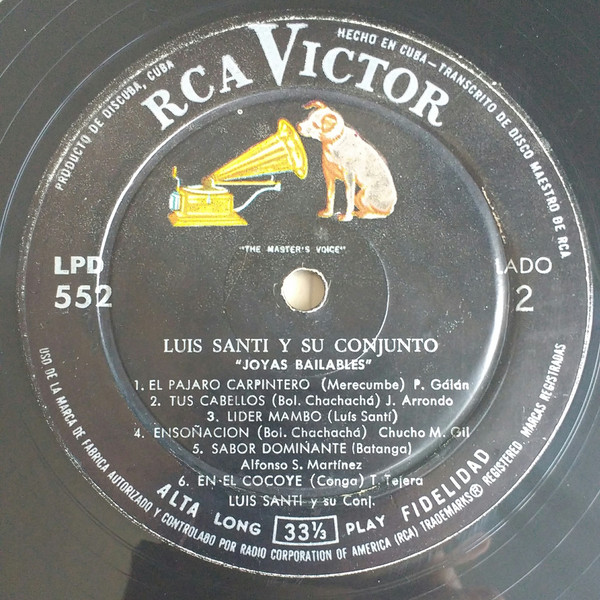 PRODUCTO DE DISCUBA, CUBA
HECHO EN CUBA—TRANSCRITO DE DISCO MAESTRO DE RCA
RCA VICTOR
"THE MASTER'S VOICE"
LPD
552
LADO
2
LUIS SANTI Y SU CONJUNTO
"JOYAS BAILABLES"
1. EL PAJARO CARPINTERO (Merecumbe) P. Galán
2. TUS CABELLOS (Bol. Chachachá) J. Arrondo
3. LIDER MAMBO (Luís Santí)
4. ENSOÑACION (Bol. Chachachá) Chucho M. Gil
5. SABOR DOMINANTE (Batanga)
Alfonso S. Martínez
6. EN-EL COCOYE (Conga) T. Tejera
LUIS SANTI y su Conj.
ALTA LONG 33⅓ PLAY FIDELIDAD
USO DE LA MARCA DE FABRICA AUTORIZADO Y CONTROLADO POR RADIO CORPORATION OF AMERICA (RCA) TRADEMARKS® REGISTERED. MARCAS REGISTRADAS